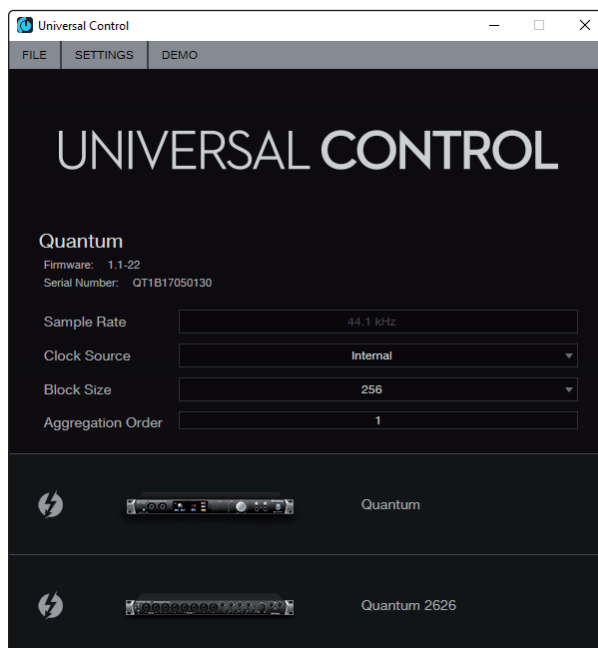 Universal Control
FILE SETTINGS DEMO
UNIVERSAL CONTROL
Quantum
Firmware: 1.1-22
Serial Number: QT1B17050130
Sample Rate 44.1 kHz
Clock Source Internal
Block Size 256
Aggregation Order 1
Quantum
Quantum 2626